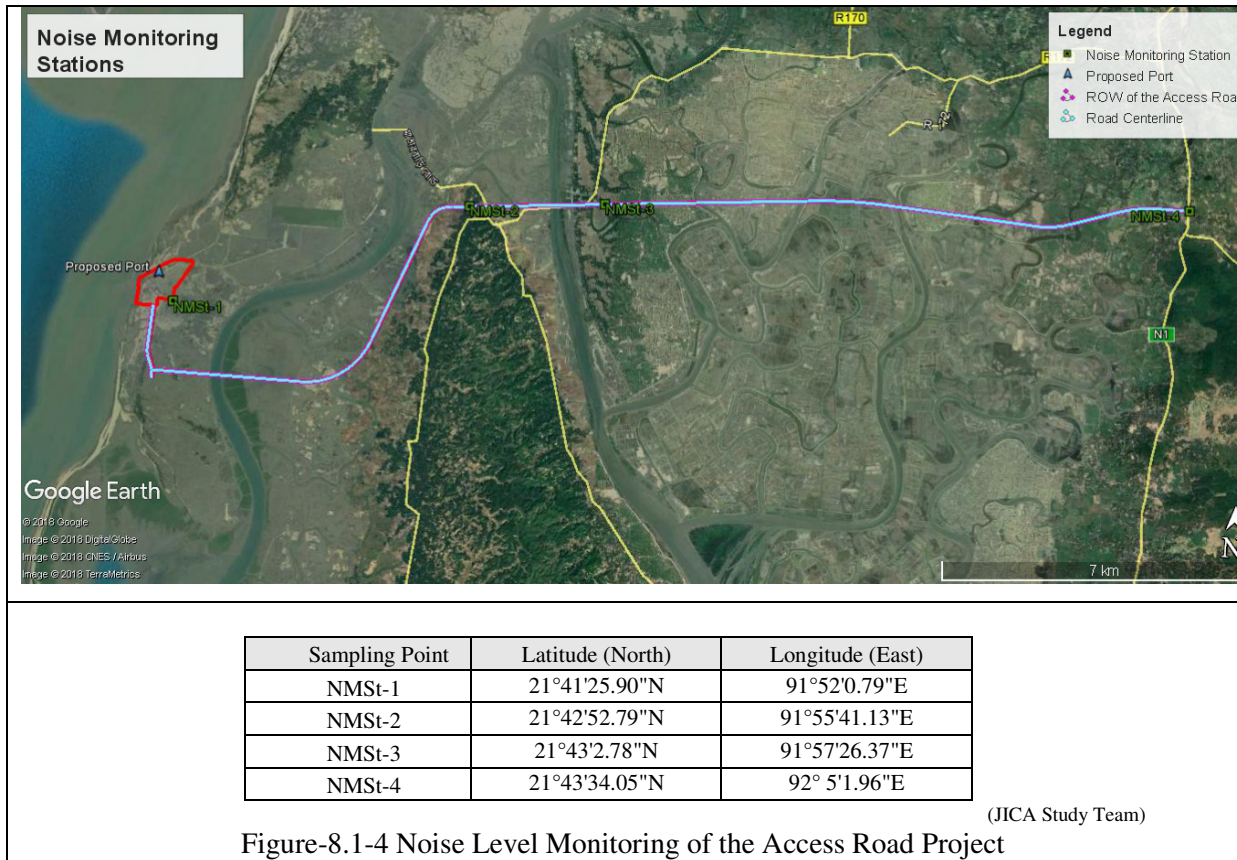 Noise Monitoring
Stations
R170
Legend
Noise Monitoring Station
Proposed Port
ROW of the Access Roa
Road Centerline
NMSt-2
NMSt-3
NMSt-4
Proposed Port
NMSt-1
N1
Google Earth
© 2018 Google
Image © 2018 DigitalGlobe
Image © 2018 CNES / Airbus
Image © 2018 TerraMetrics
N
7 km
Sampling Point Latitude (North) Longitude (East)
NMSt-1 21°41'25.90"N 91°52'0.79"E
NMSt-2 21°42'52.79"N 91°55'41.13"E
NMSt-3 21°43'2.78"N 91°57'26.37"E
NMSt-4 21°43'34.05"N 92° 5'1.96"E
(JICA Study Team)
Figure-8.1-4 Noise Level Monitoring of the Access Road Project